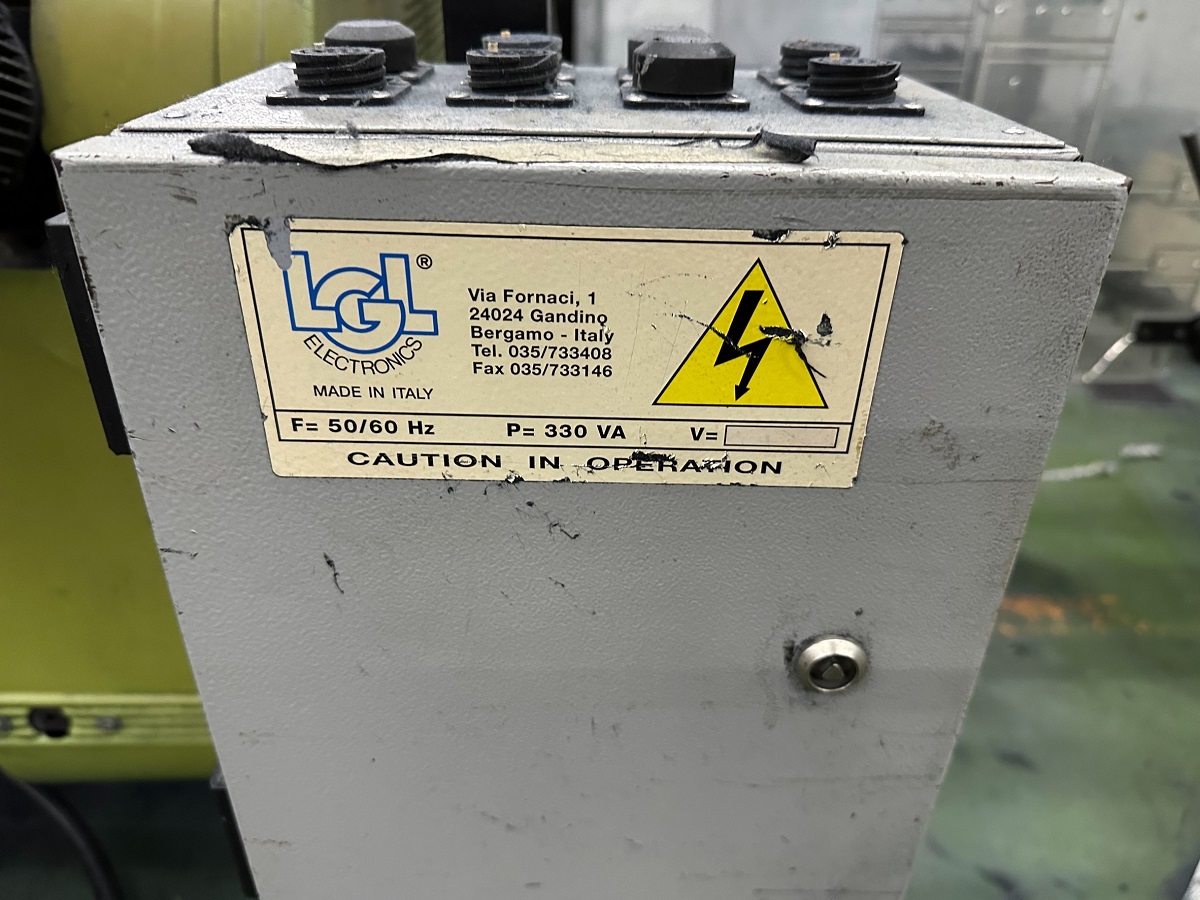 LGL®
ELECTRONICS
MADE IN ITALY
Via Fornaci, 1
24024 Gandino
Bergamo - Italy
Tel. 035/733408
Fax 035/733146
F= 50/60 Hz P= 330 VA V=
CAUTION IN OPERATION